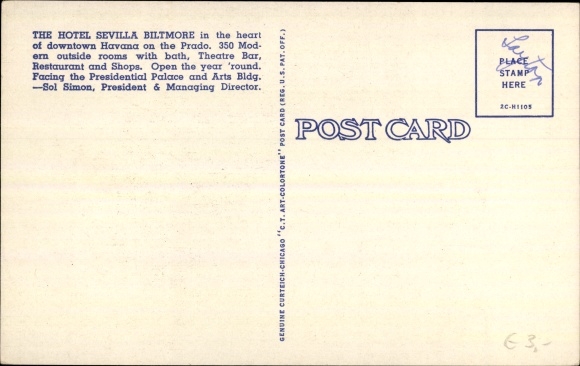 THE HOTEL SEVILLA BILTMORE in the heart
of downtown Havana on the Prado. 350 Mod-
ern outside rooms with bath, Theatre Bar,
Restaurant and Shops. Open the year 'round.
Facing the Presidential Palace and Arts Bldg.
—Sol Simon, President & Managing Director.
GENUINE CURTEICH-CHICAGO "C.T. ART-COLORTONE" POST CARD (REG. U.S. PAT. OFF.)
POST CARD
PLACE
STAMP
HERE
2C-H1105
€ 3,-